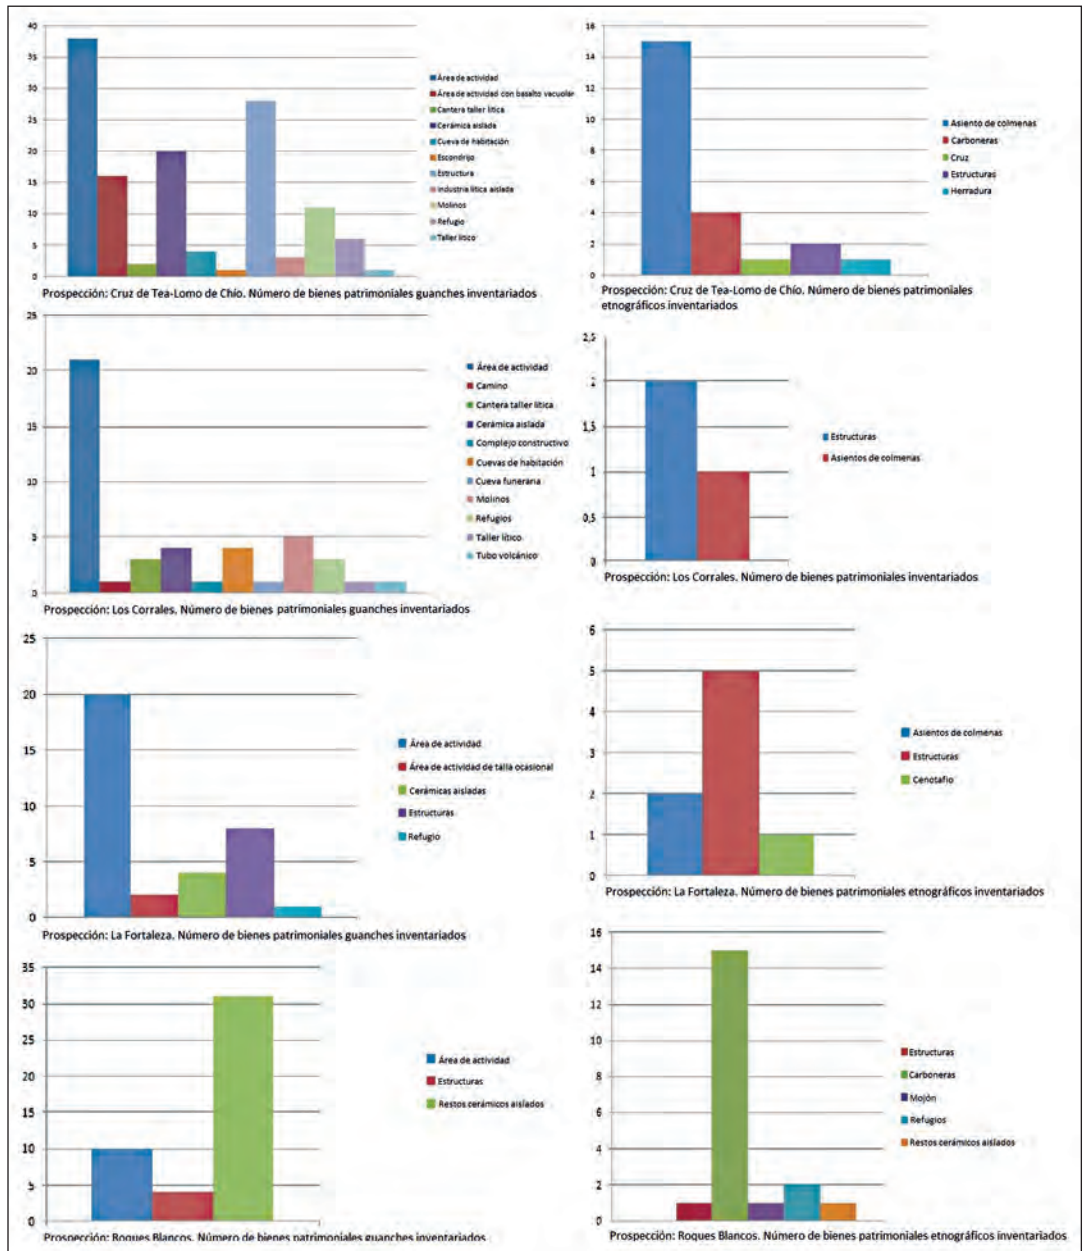 40
35
30
25
20
15
10
5
0
Área de actividad
Área de actividad con basalto vacuolar
Cantera taller lítica
Cerámica aislada
Cueva de habitación
Escondrijo
Estructura
Industria lítica aislada
Molinos
Refugio
Taller lítico
Prospección: Cruz de Tea-Lomo de Chío. Número de bienes patrimoniales guanches inventariados
16
14
12
10
8
6
4
2
0
Asiento de colmenas
Carboneras
Cruz
Estructuras
Herradura
Prospección: Cruz de Tea-Lomo de Chío. Número de bienes patrimoniales
etnográficos inventariados
25
20
15
10
5
0
Área de actividad
Camino
Cantera taller lítica
Cerámica aislada
Complejo constructivo
Cuevas de habitación
Cueva funeraria
Molinos
Refugios
Taller lítico
Tubo volcánico
Prospección: Los Corrales. Número de bienes patrimoniales guanches inventariados
2,5
2
1,5
1
0,5
0
Estructuras
Asientos de colmenas
Prospección: Los Corrales. Número de bienes patrimoniales inventariados
25
20
15
10
5
0
Área de actividad
Área de actividad de talla ocasional
Cerámicas aisladas
Estructuras
Refugio
Prospección: La Fortaleza. Número de bienes patrimoniales guanches inventariados
6
5
4
3
2
1
0
Asientos de colmenas
Estructuras
Cenotafio
Prospección: La Fortaleza. Número de bienes patrimoniales etnográficos inventariados
35
30
25
20
15
10
5
0
Área de actividad
Estructuras
Restos cerámicos aislados
Prospección: Roques Blancos. Número de bienes patrimoniales guanches inventariados
16
14
12
10
8
6
4
2
0
Estructuras
Carboneras
Mojón
Refugios
Restos cerámicos aislados
Prospección: Roques Blancos. Número de bienes patrimoniales etnográficos inventariados